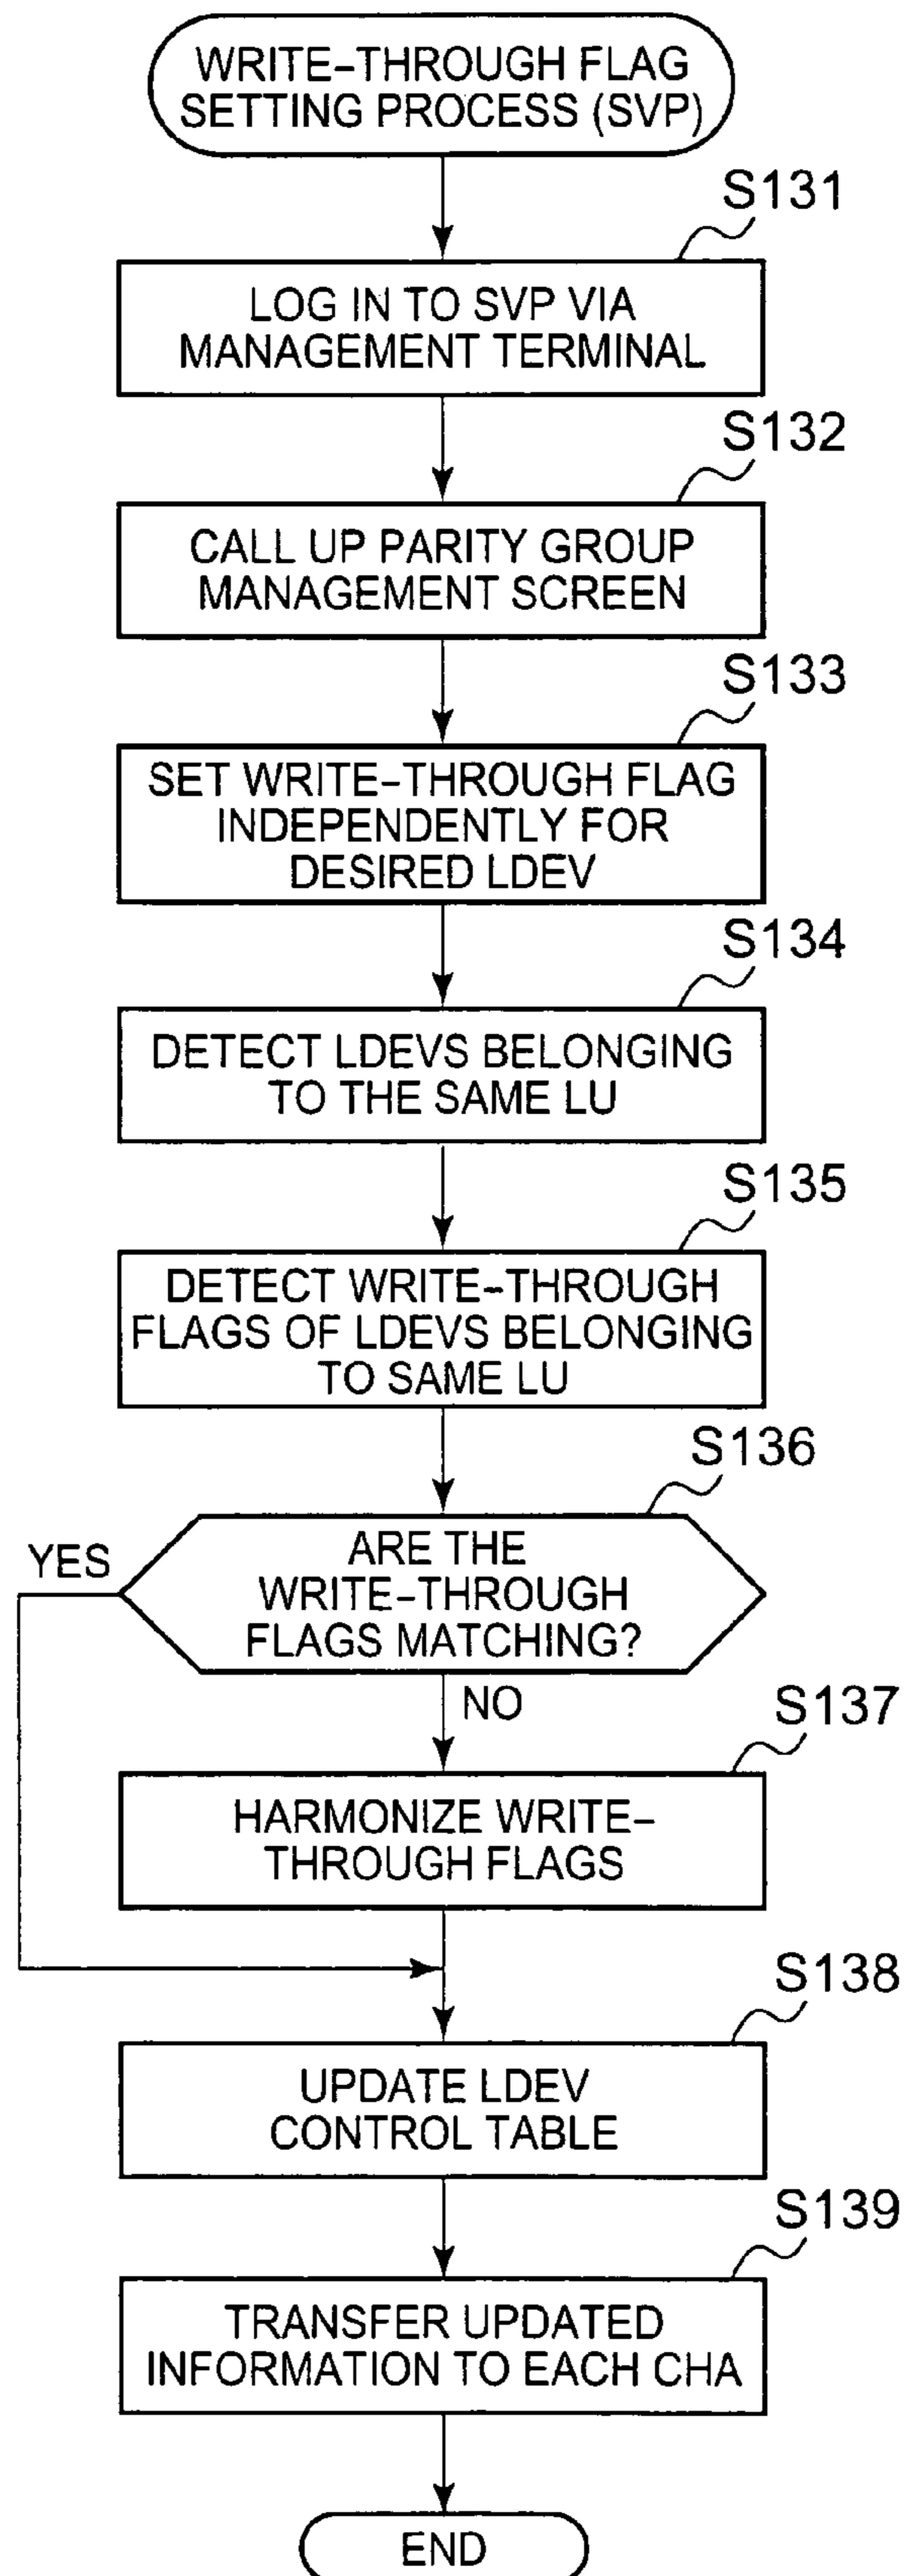 WRITE-THROUGH FLAG
SETTING PROCESS (SVP)
S131
LOG IN TO SVP VIA
MANAGEMENT TERMINAL
S132
CALL UP PARITY GROUP
MANAGEMENT SCREEN
S133
SET WRITE-THROUGH FLAG
INDEPENDENTLY FOR
DESIRED LDEV
S134
DETECT LDEVS BELONGING
TO THE SAME LU
S135
DETECT WRITE-THROUGH
FLAGS OF LDEVS BELONGING
TO SAME LU
S136
YES
ARE THE
WRITE-THROUGH
FLAGS MATCHING?
NO
S137
HARMONIZE WRITE-
THROUGH FLAGS
S138
UPDATE LDEV
CONTROL TABLE
S139
TRANSFER UPDATED
INFORMATION TO EACH CHA
END